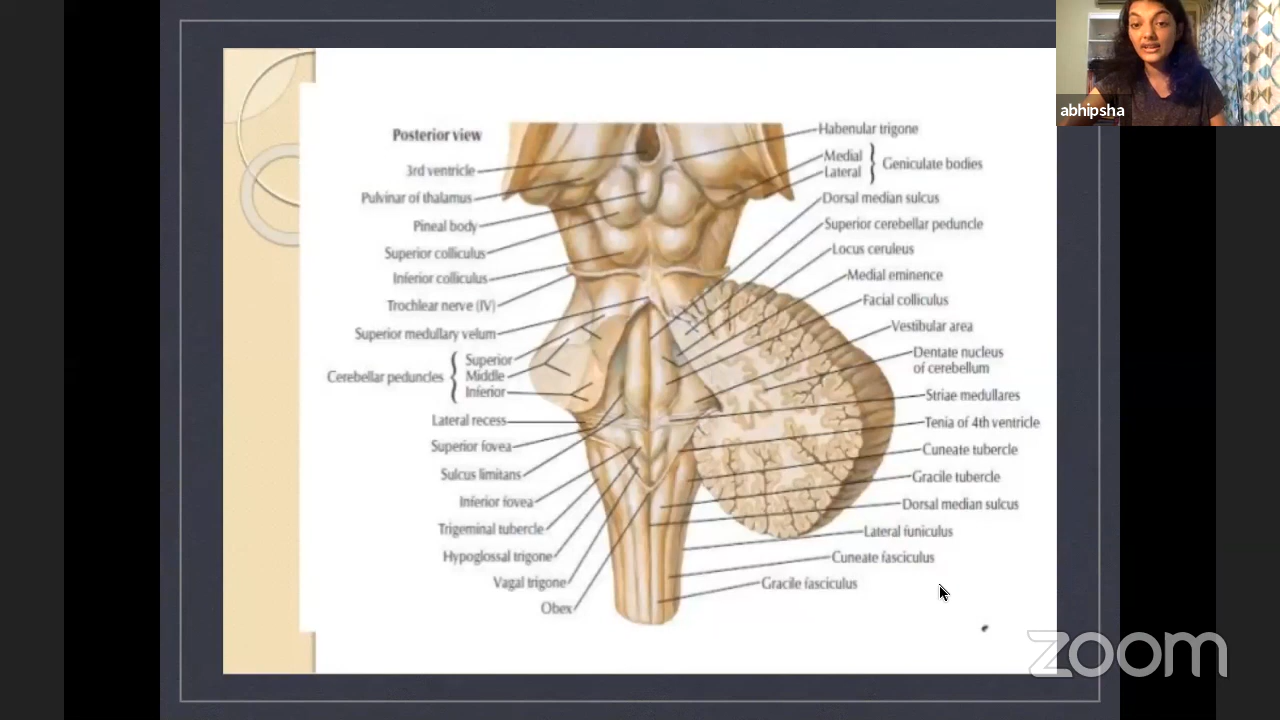 abhipsha
Posterior view
3rd ventricle
Pulvinar of thalamus
Pineal body
Superior colliculus
Inferior colliculus
Trochlear nerve (IV)
Superior medullary velum
Cerebellar peduncles
Superior
Middle
Inferior
Lateral recess
Superior fovea
Sulcus limitans
Inferior fovea
Trigeminal tubercle
Hypoglossal trigone
Vagal trigone
Obex
Habenular trigone
Medial
Lateral
Geniculate bodies
Dorsal median sulcus
Superior cerebellar peduncle
Locus ceruleus
Medial eminence
Facial colliculus
Vestibular area
Dentate nucleus
of cerebellum
Striae medullares
Tenia of 4th ventricle
Cuneate tubercle
Gracile tubercle
Dorsal median sulcus
Lateral funiculus
Cuneate fasciculus
Gracile fasciculus
zoom